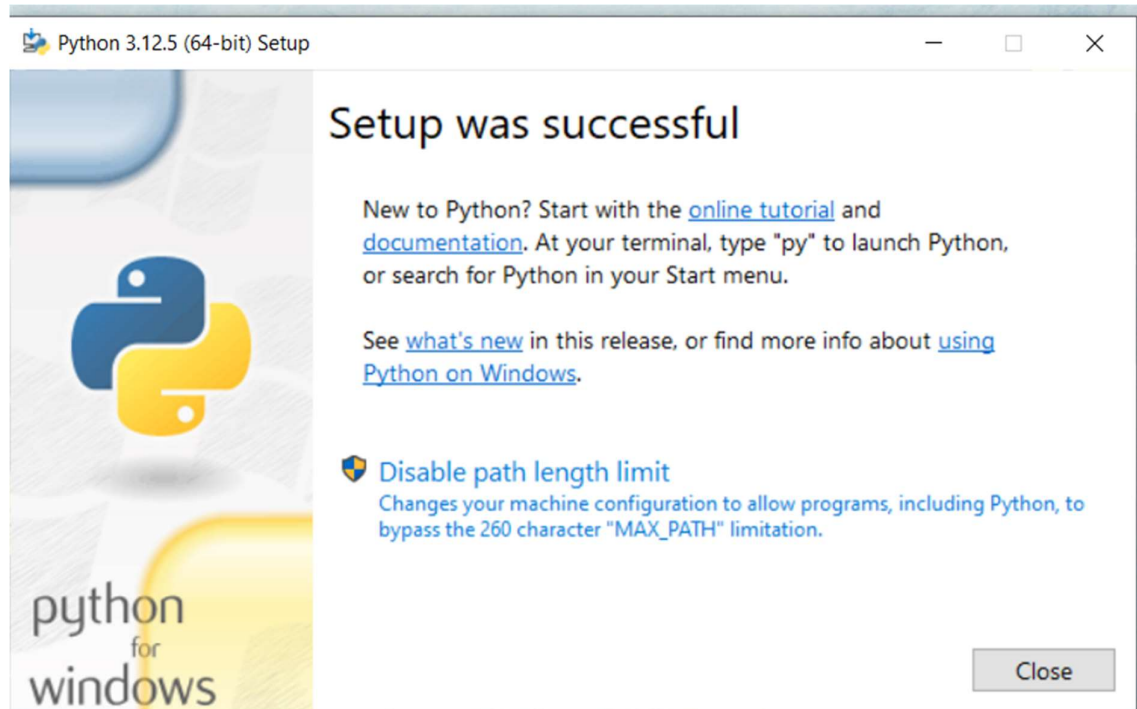 Python 3.12.5 (64-bit) Setup
Setup was successful
New to Python? Start with the online tutorial and
documentation. At your terminal, type "py" to launch Python,
or search for Python in your Start menu.
See what's new in this release, or find more info about using
Python on Windows.
Disable path length limit
Changes your machine configuration to allow programs, including Python, to
bypass the 260 character "MAX_PATH" limitation.
python
for
windows
Close